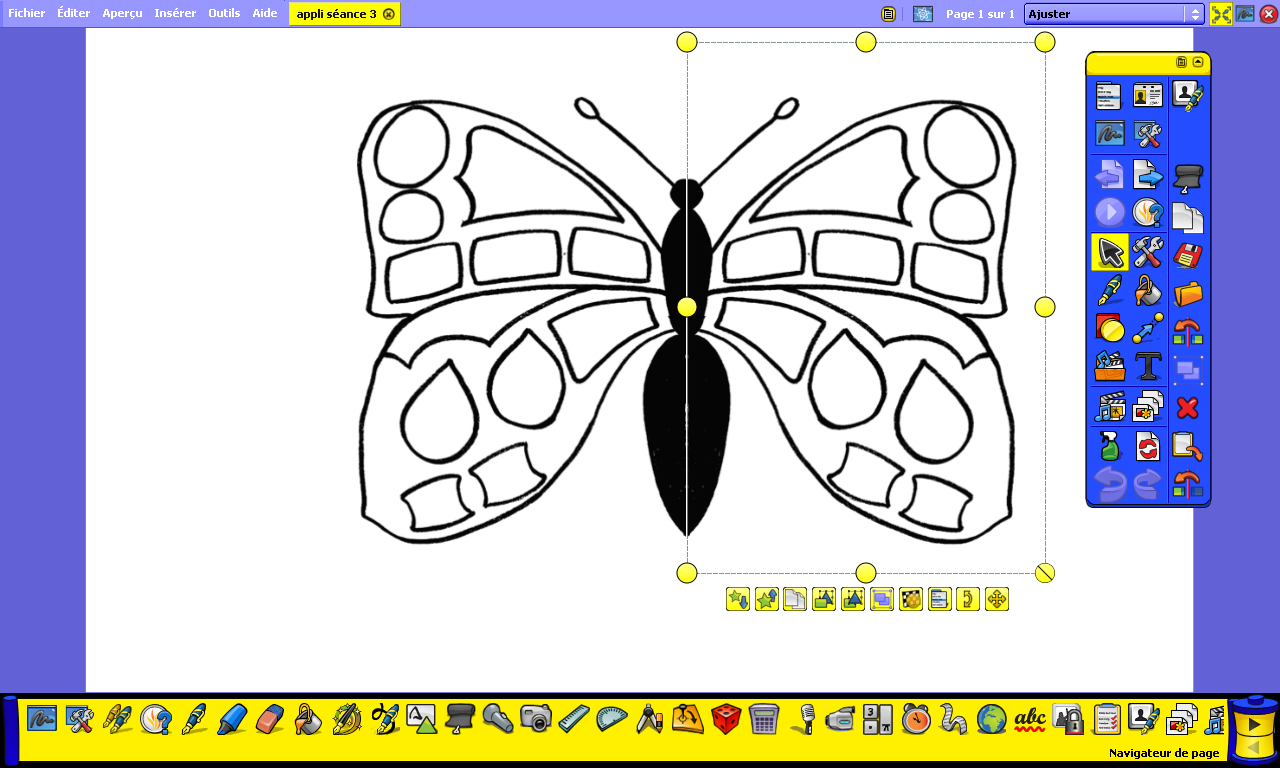 Fichier Éditer Aperçu Insérer Outils Aide appli séance 3 Page 1 sur 1 Ajuster
T
abc
Navigateur de page